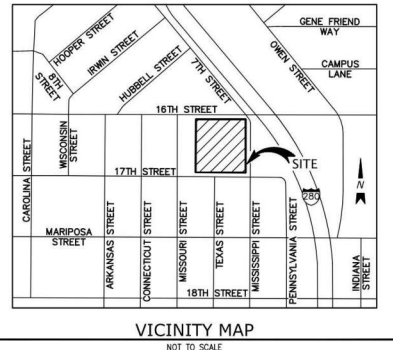 GENE FRIEND
WAY
HOOPER STREET
IRWIN STREET
8TH
STREET
HUBBELL STREET
7TH STREET
OWEN STREET
CAMPUS
LANE
16TH STREET
CAROLINA STREET
WISCONSIN
STREET
SITE
17TH STREET
N
280
MARIPOSA
STREET
ARKANSAS STREET
CONNECTICUT STREET
MISSOURI STREET
TEXAS STREET
MISSISSIPPI STREET
PENNSYLVANIA STREET
INDIANA
STREET
18TH STREET
VICINITY MAP
NOT TO SCALE